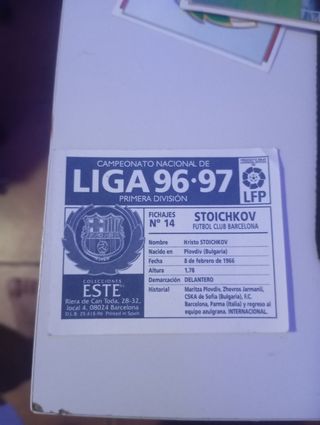 CAMPEONATO NACIONAL DE
LIGA 96·97
PRIMERA DIVISIÓN
LFP
FICHAJES
Nº 14
STOICHKOV
FUTBOL CLUB BARCELONA
Nombre Kristo STOICHKOV
Nacido en Plovdiv (Bulgaria)
Fecha 8 de febrero de 1966
Altura 1,78
Demarcación DELANTERO
Historial Maritza Plovdiv, Zhevros Jarmanli,
CSKA de Sofia (Bulgaria), F.C.
Barcelona, Parma (Italia) y regreso al
equipo azulgrana. INTERNACIONAL.
COLECCIONES
ESTE
Riera de Can Toda, 28-32,
local 4, 08024 Barcelona
Printed in Spain